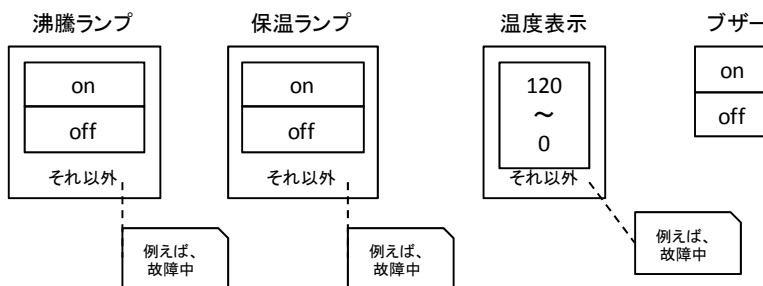 沸騰ランプ
on
off
それ以外
例えば、
故障中
保温ランプ
on
off
それ以外
例えば、
故障中
温度表示
120
～
0
それ以外
例えば、
故障中
ブザー
on
off